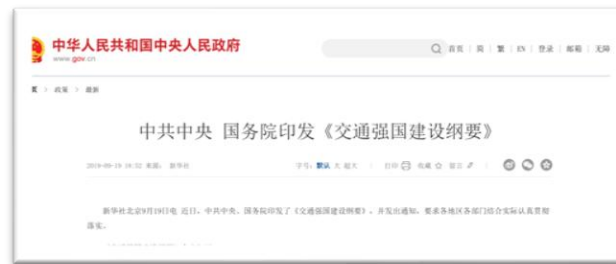 中华人民共和国中央人民政府
www.gov.cn
首页 | 简 | 繁 | EN | 登录 | 邮箱 | 无障
页 > 政策 > 最新
中共中央 国务院印发《交通强国建设纲要》
2019-09-19 来源: 新华社 字号: 默认 大 超大 | 打印 收藏 留言
新华社北京9月19日电 近日，中共中央、国务院印发了《交通强国建设纲要》，并发出通知，要求各地区各部门结合实际认真贯彻
落实。